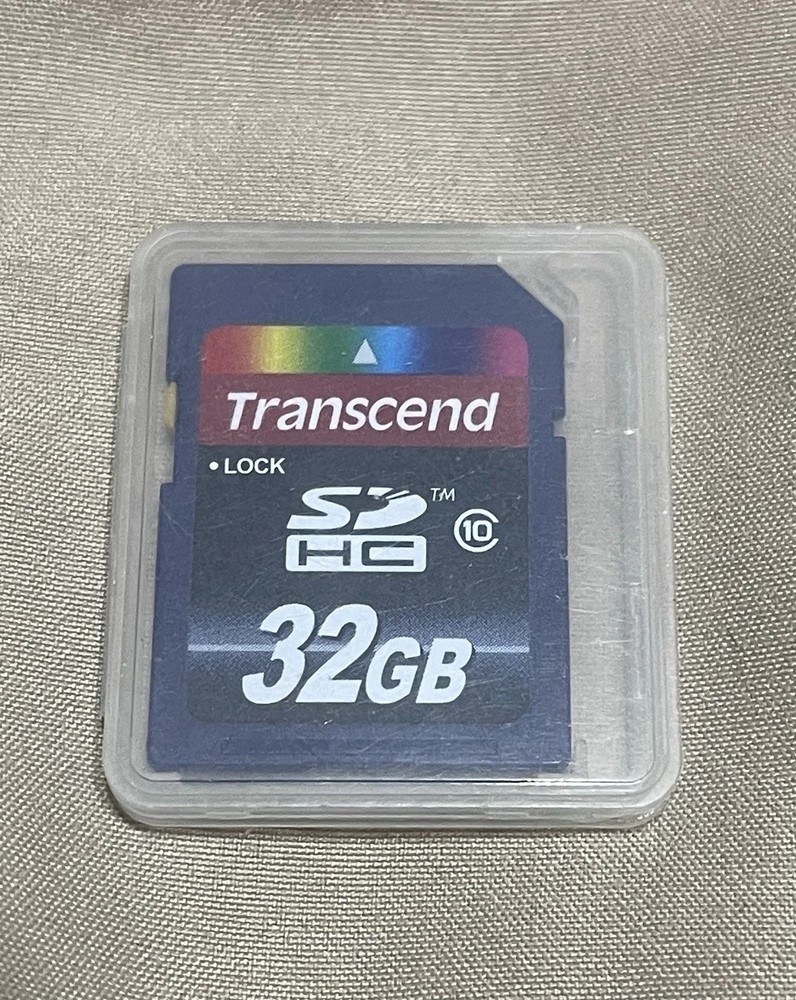 Transcend
• LOCK
SD™
HC
10
32GB